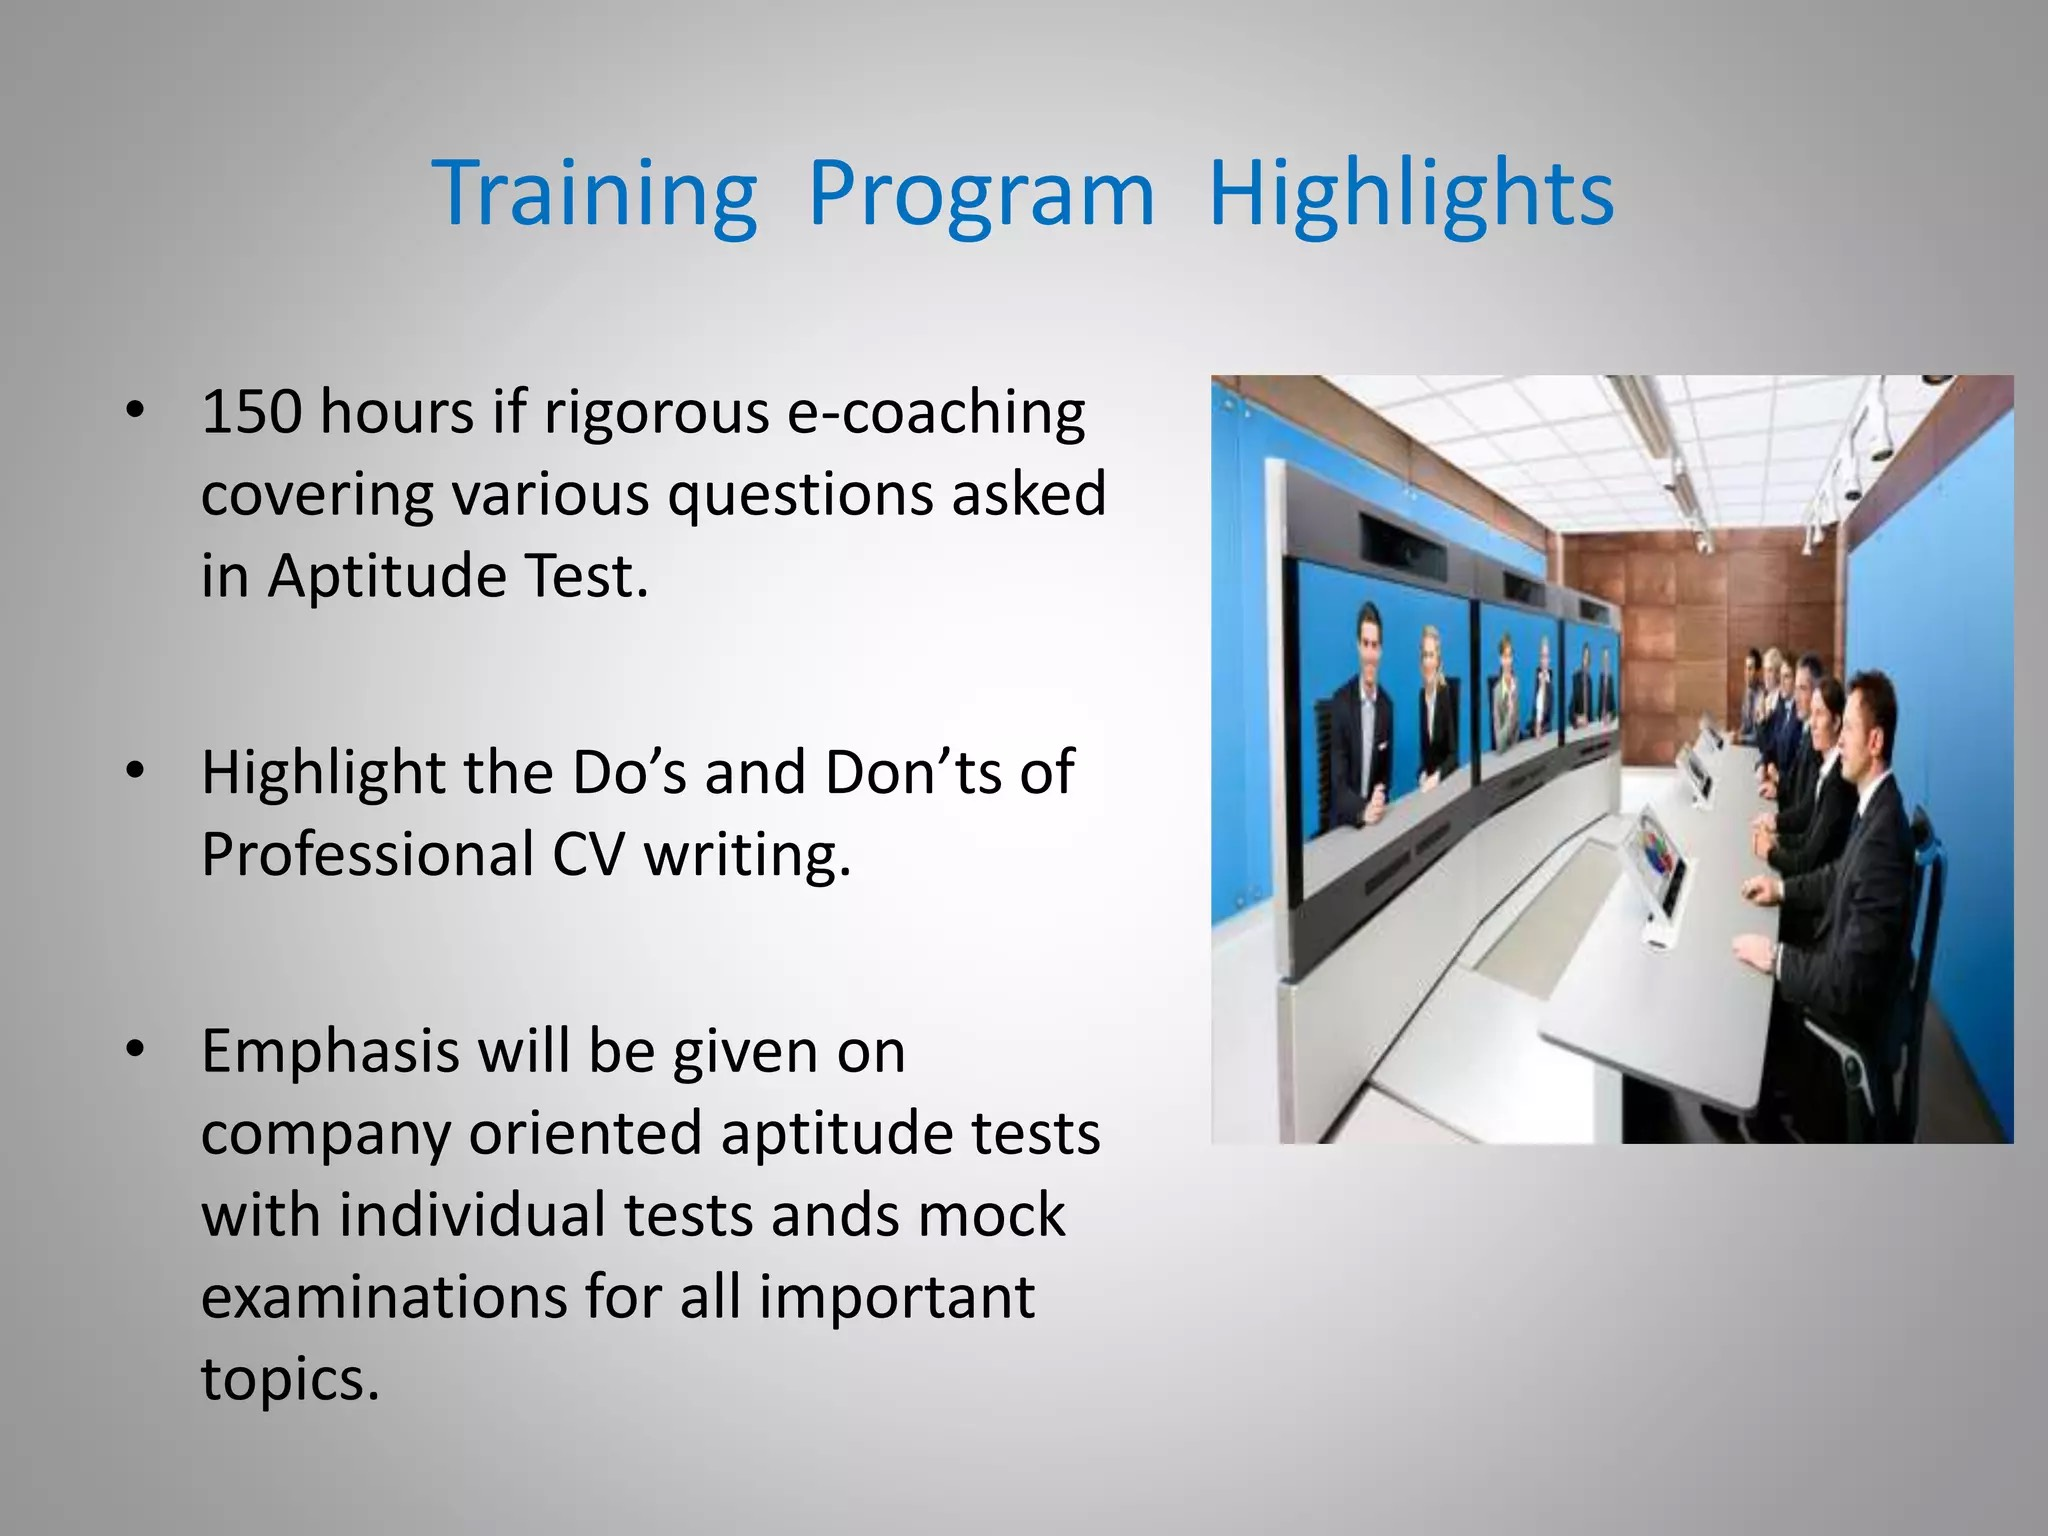 Training Program Highlights
• 150 hours if rigorous e-coaching
covering various questions asked
in Aptitude Test.
• Highlight the Do’s and Don’ts of
Professional CV writing.
• Emphasis will be given on
company oriented aptitude tests
with individual tests ands mock
examinations for all important
topics.